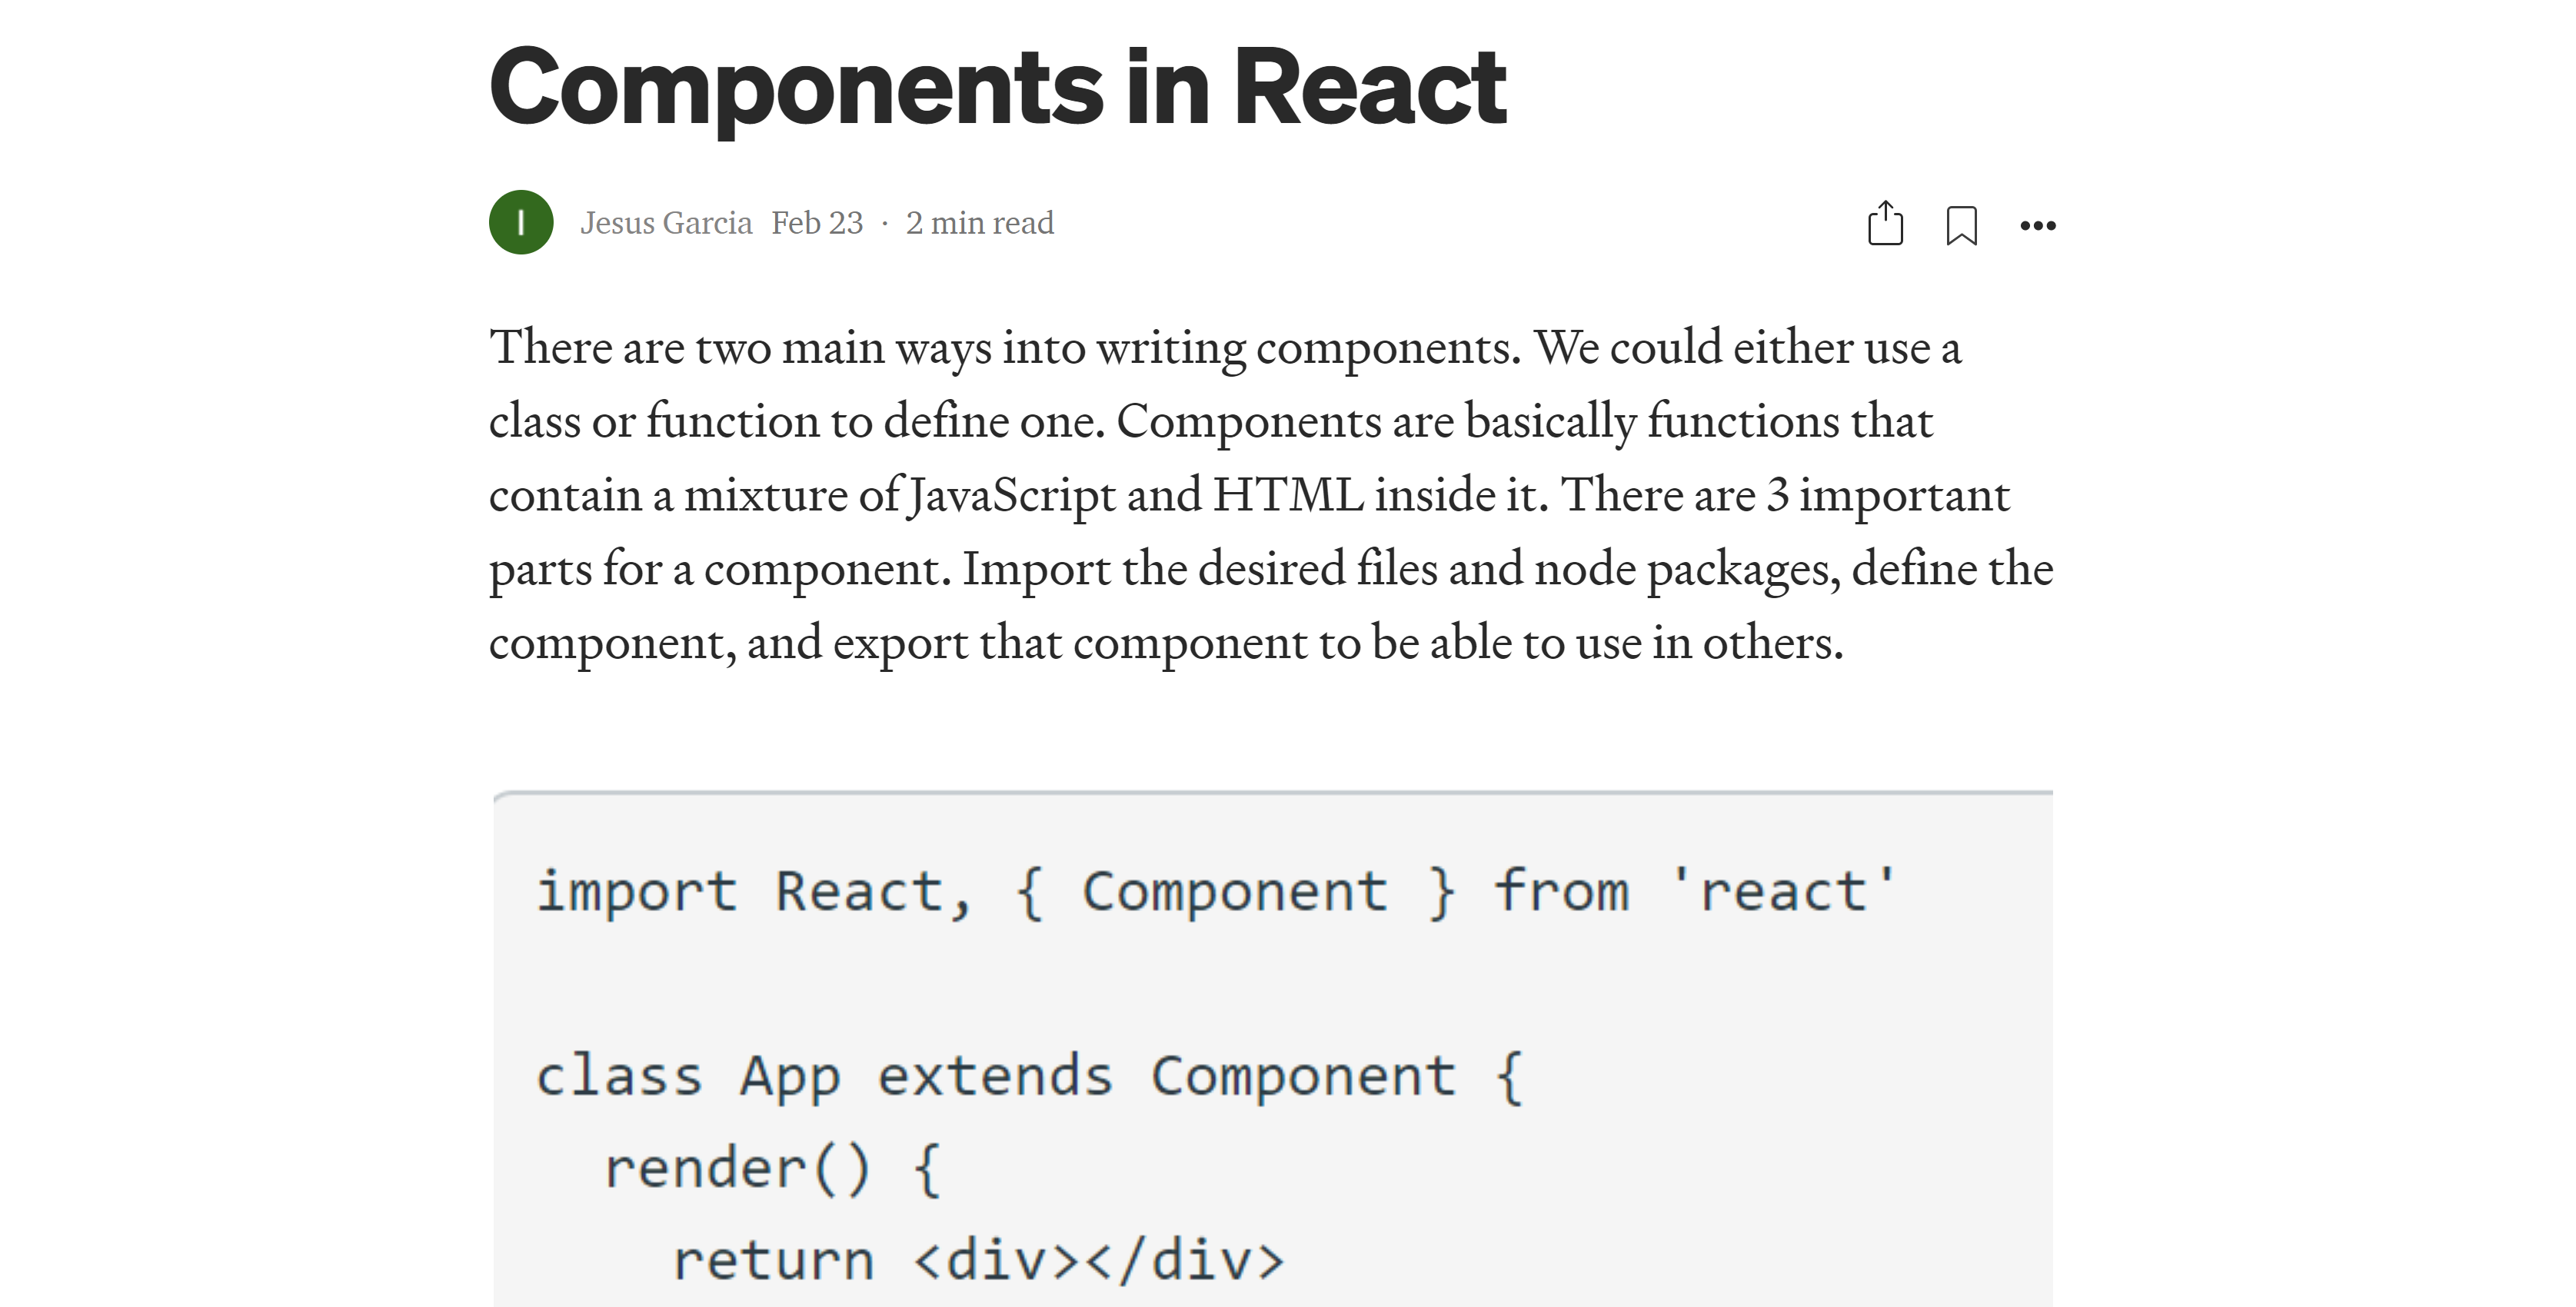 Components in React
I
Jesus Garcia Feb 23 · 2 min read
There are two main ways into writing components. We could either use a
class or function to define one. Components are basically functions that
contain a mixture of JavaScript and HTML inside it. There are 3 important
parts for a component. Import the desired files and node packages, define the
component, and export that component to be able to use in others.
import React, { Component } from 'react'
class App extends Component {
render() {
return <div></div>